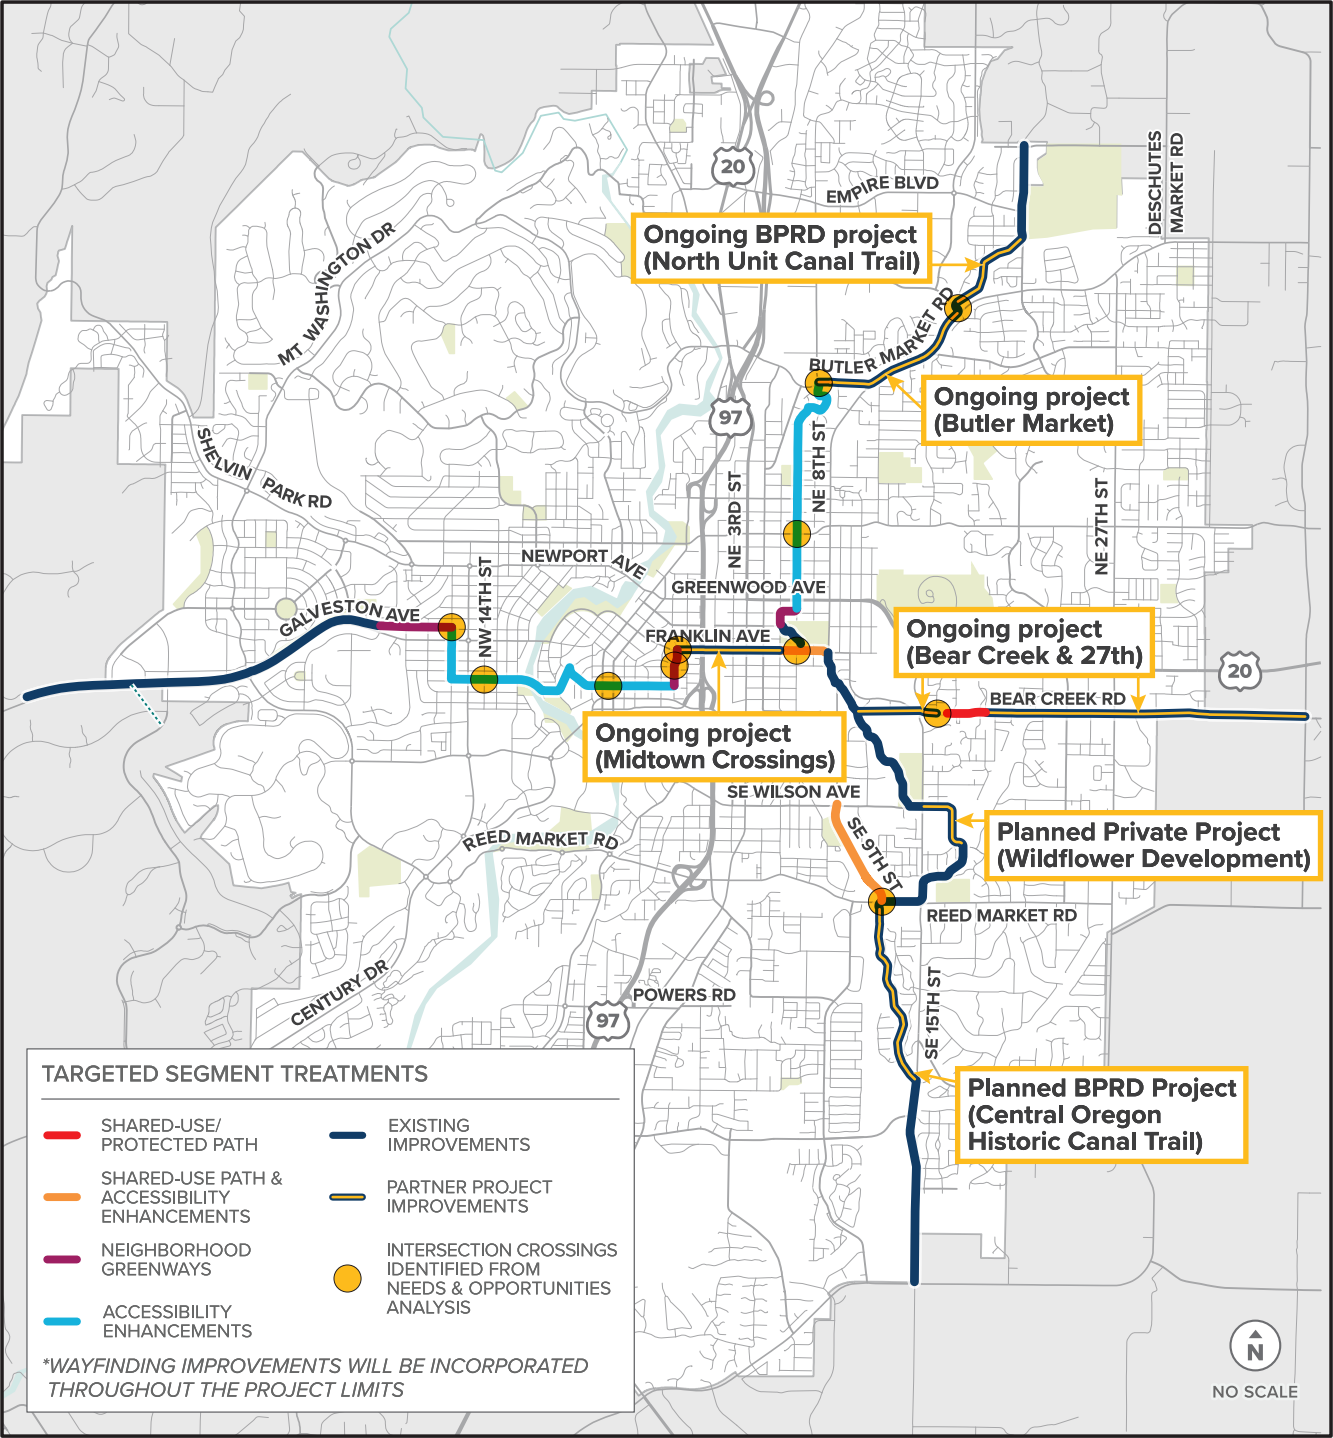 DESCHUTES
MARKET RD
20
EMPIRE BLVD
Ongoing BPRD project
(North Unit Canal Trail)
MT WASHINGTON DR
BUTLER MARKET RD
97
Ongoing project
(Butler Market)
SHELVIN PARK RD
NE 8TH ST
NE 3RD ST
NE 27TH ST
NEWPORT AVE
NW 14TH ST
GREENWOOD AVE
GALVESTON AVE
FRANKLIN AVE
Ongoing project
(Bear Creek & 27th)
20
BEAR CREEK RD
Ongoing project
(Midtown Crossings)
SE WILSON AVE
SE 9TH ST
REED MARKET RD
Planned Private Project
(Wildflower Development)
REED MARKET RD
CENTURY DR
POWERS RD
97
SE 15TH ST
Planned BPRD Project
(Central Oregon
Historic Canal Trail)
TARGETED SEGMENT TREATMENTS
SHARED-USE/
PROTECTED PATH
SHARED-USE PATH &
ACCESSIBILITY
ENHANCEMENTS
NEIGHBORHOOD
GREENWAYS
ACCESSIBILITY
ENHANCEMENTS
EXISTING
IMPROVEMENTS
PARTNER PROJECT
IMPROVEMENTS
INTERSECTION CROSSINGS
IDENTIFIED FROM
NEEDS & OPPORTUNITIES
ANALYSIS
*WAYFINDING IMPROVEMENTS WILL BE INCORPORATED
THROUGHOUT THE PROJECT LIMITS
N
NO SCALE